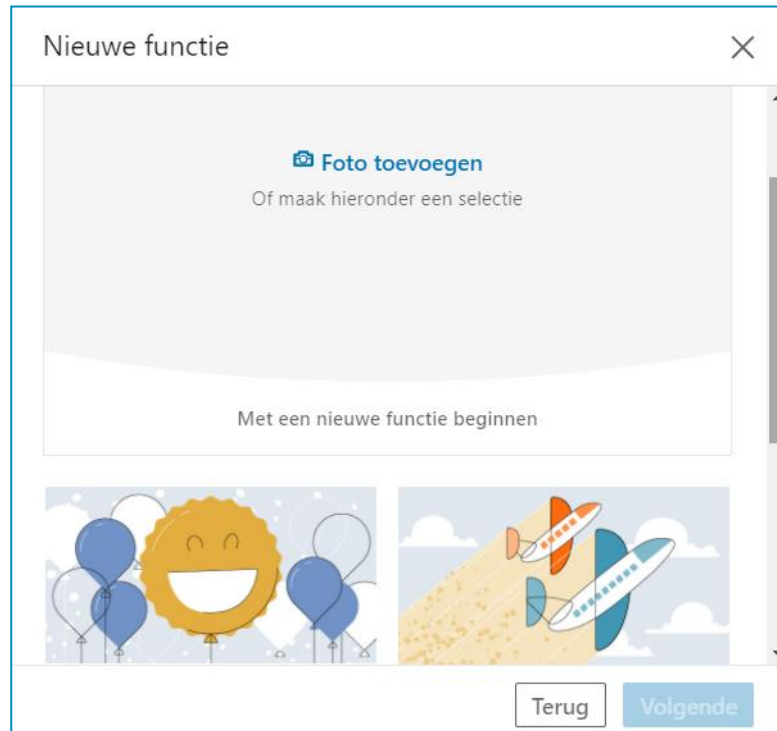 Nieuwe functie
Foto toevoegen
Of maak hieronder een selectie
Met een nieuwe functie beginnen
Terug
Volgende